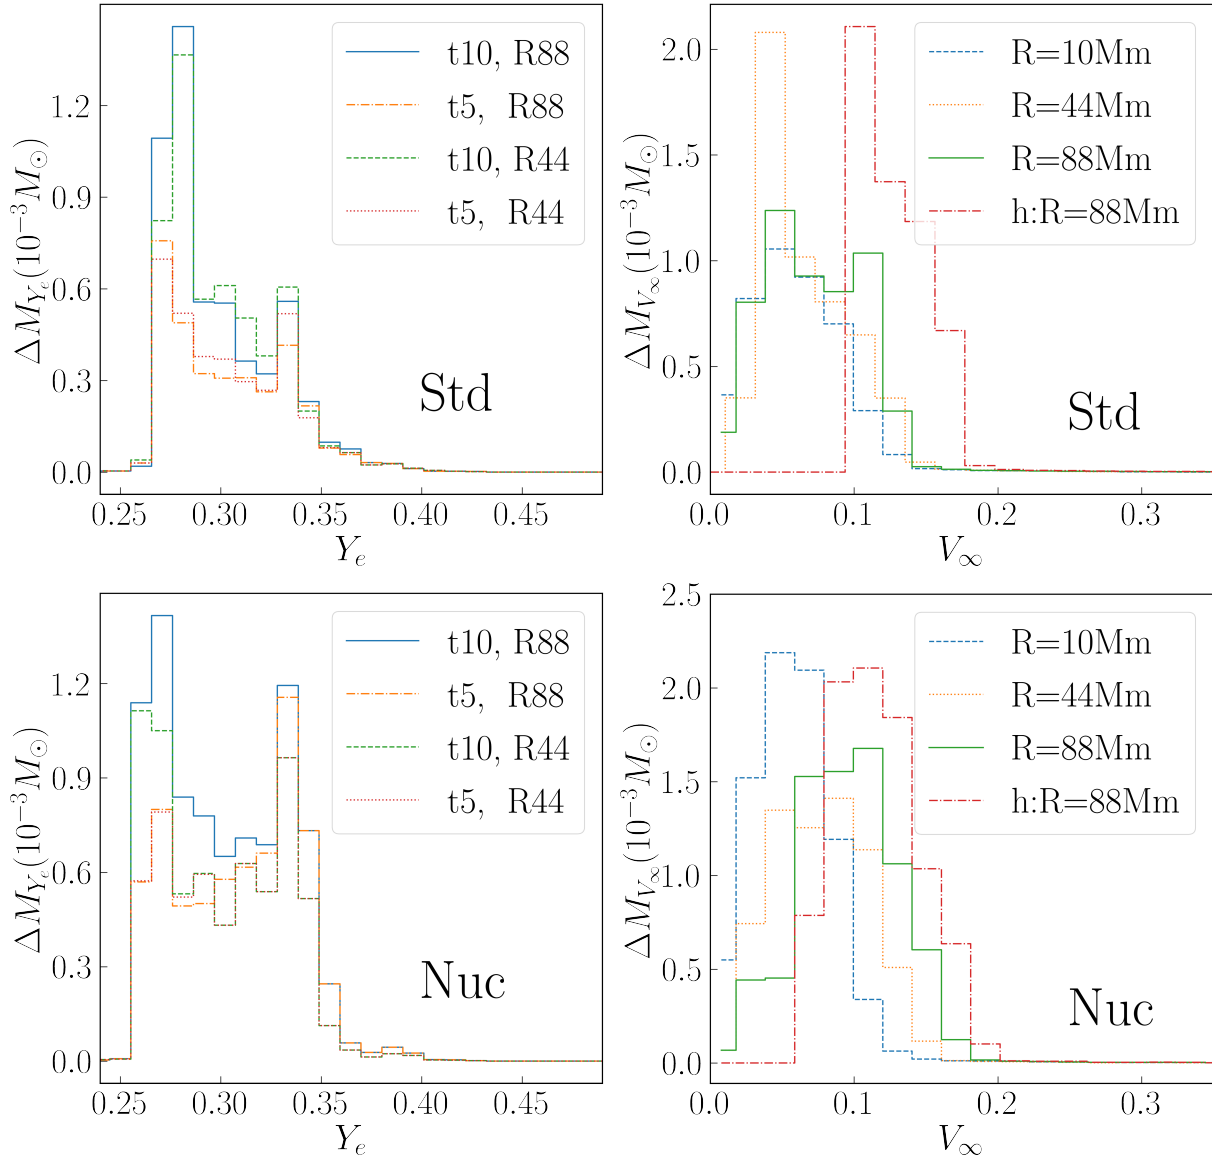 ΔM_{Y_e}(10^{-3}M_⊙)
1.2
0.9
0.6
0.3
0.0
t10, R88
t5, R88
t10, R44
t5, R44
Std
0.25 0.30 0.35 0.40 0.45
Y_e
ΔM_{V_∞}(10^{-3}M_⊙)
2.0
1.5
1.0
0.5
0.0
R=10Mm
R=44Mm
R=88Mm
h:R=88Mm
Std
0.0 0.1 0.2 0.3
V_∞
ΔM_{Y_e}(10^{-3}M_⊙)
1.2
0.9
0.6
0.3
0.0
t10, R88
t5, R88
t10, R44
t5, R44
Nuc
0.25 0.30 0.35 0.40 0.45
Y_e
ΔM_{V_∞}(10^{-3}M_⊙)
2.5
2.0
1.5
1.0
0.5
0.0
R=10Mm
R=44Mm
R=88Mm
h:R=88Mm
Nuc
0.0 0.1 0.2 0.3
V_∞